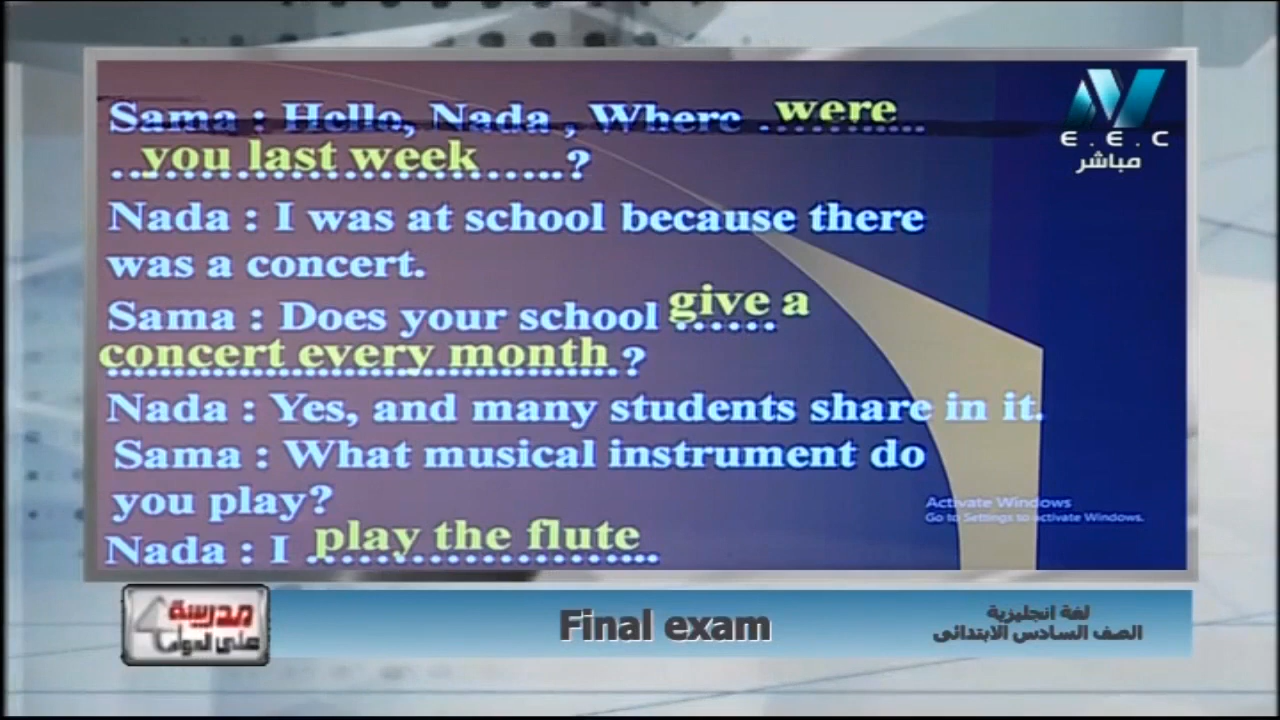 Sama : Hello, Nada , Where ..were..
..you last week.....?
Nada : I was at school because there
was a concert.
Sama : Does your school give a
concert every month ?
Nada : Yes, and many students share in it.
Sama : What musical instrument do
you play?
Nada : I play the flute...
E . E . C
مباشر
Activate Windows
Go to Settings to activate Windows.
مدرسة
على الهواء
Final exam
لغة انجليزية
الصف السادس الابتدائى